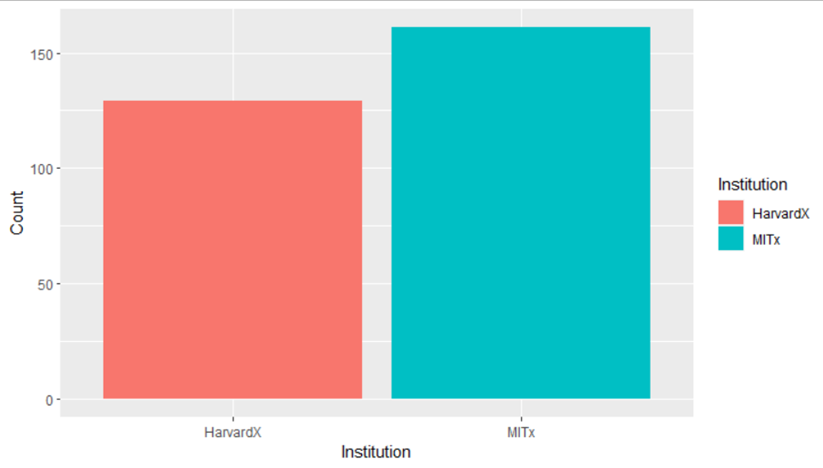 150
100
50
0
Count
HarvardX
MITx
Institution
Institution
HarvardX
MITx